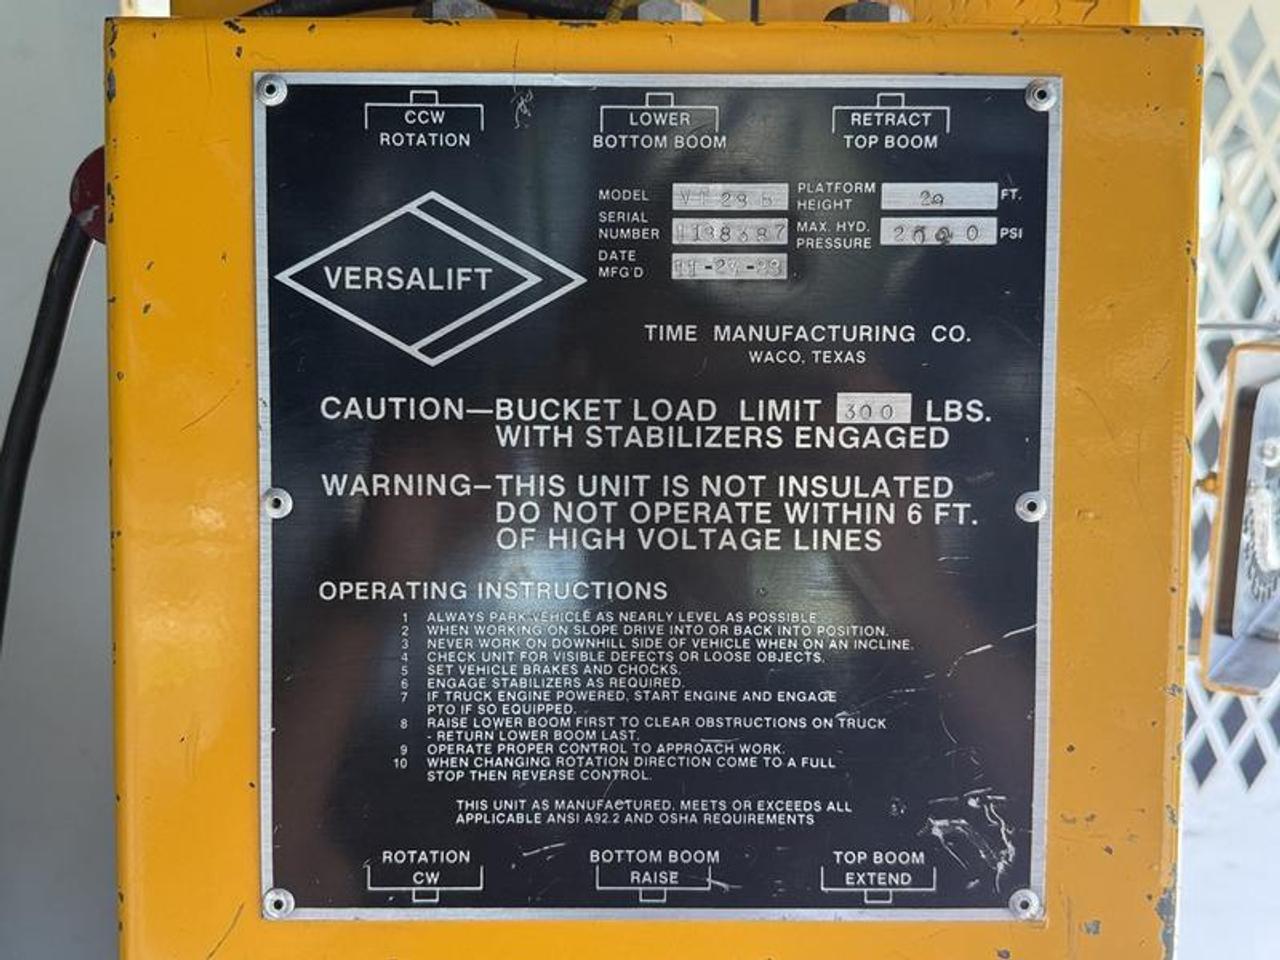 CCW
ROTATION
LOWER
BOTTOM BOOM
RETRACT
TOP BOOM
MODEL
PLATFORM
HEIGHT
FT.
SERIAL
NUMBER
MAX. HYD.
PRESSURE
PSI
DATE
MFG'D
VERSALIFT
TIME MANUFACTURING CO.
WACO, TEXAS
CAUTION—BUCKET LOAD LIMIT 300 LBS.
WITH STABILIZERS ENGAGED
WARNING—THIS UNIT IS NOT INSULATED
DO NOT OPERATE WITHIN 6 FT.
OF HIGH VOLTAGE LINES
OPERATING INSTRUCTIONS
1 ALWAYS PARK VEHICLE AS NEARLY LEVEL AS POSSIBLE
2 WHEN WORKING ON SLOPE DRIVE INTO OR BACK INTO POSITION.
3 NEVER WORK ON DOWNHILL SIDE OF VEHICLE WHEN ON AN INCLINE.
4 CHECK UNIT FOR VISIBLE DEFECTS OR LOOSE OBJECTS.
5 SET VEHICLE BRAKES AND CHOCKS.
6 ENGAGE STABILIZERS AS REQUIRED.
7 IF TRUCK ENGINE POWERED, START ENGINE AND ENGAGE
PTO IF SO EQUIPPED.
8 RAISE LOWER BOOM FIRST TO CLEAR OBSTRUCTIONS ON TRUCK
- RETURN LOWER BOOM LAST.
9 OPERATE PROPER CONTROL TO APPROACH WORK.
10 WHEN CHANGING ROTATION DIRECTION COME TO A FULL
STOP THEN REVERSE CONTROL.
THIS UNIT AS MANUFACTURED, MEETS OR EXCEEDS ALL
APPLICABLE ANSI A92.2 AND OSHA REQUIREMENTS
ROTATION
CW
BOTTOM BOOM
RAISE
TOP BOOM
EXTEND